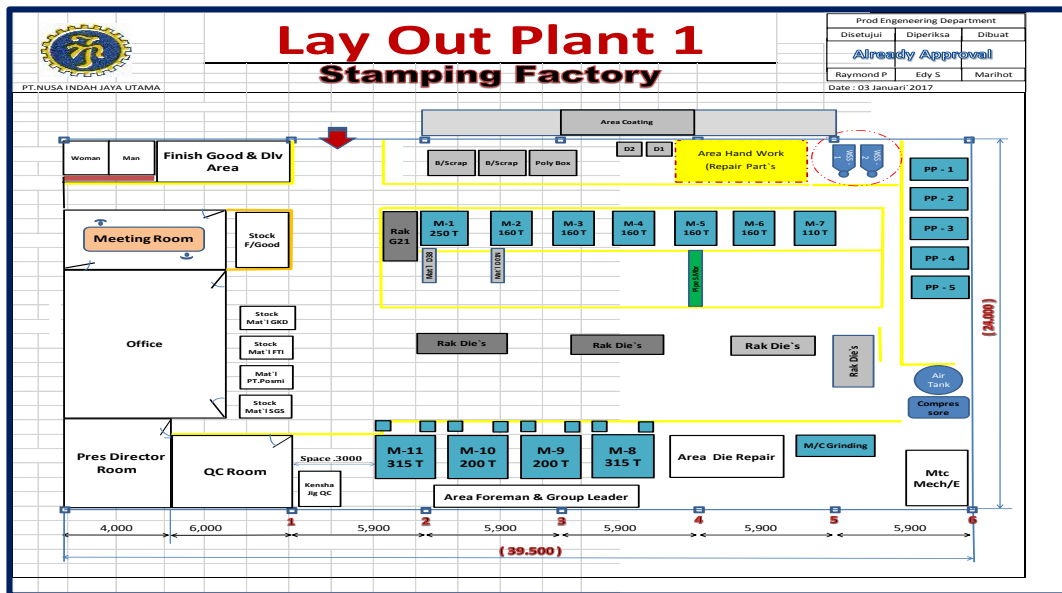 Lay Out Plant 1
Stamping Factory
PT.NUSA INDAH JAYA UTAMA
Prod Engeneering Department
Disetujui Diperiksa Dibuat
Already Approval
Raymond P Edy S Marihot
Date : 03 Januari`2017
Area Coating
Woman
Man
Finish Good & Dlv
Area
B/Scrap
B/Scrap
Poly Box
D2
D1
Area Hand Work
(Repair Part`s
PP - 1
PP - 2
PP - 3
PP - 4
PP - 5
Meeting Room
Stock
F/Good
Rak
G21
M-1
250 T
M-2
160 T
M-3
160 T
M-4
160 T
M-5
160 T
M-6
160 T
M-7
110 T
Office
Stock
Mat`l GKD
Stock
Mat`l FTI
Mat`l
PT.Posmi
Stock
Mat`l SGS
Rak Die`s
Rak Die`s
Rak Die`s
Rak Die`s
(24.000)
Air
Tank
Compres
sore
Pres Director
Room
QC Room
Space .3000
Kensha
Jig QC
M-11
315 T
M-10
200 T
M-9
200 T
M-8
315 T
Area Die Repair
M/C Grinding
Mtc
Mech/E
Area Foreman & Group Leader
1 2 3 4 5 6
4,000 6,000 5,900 5,900 5,900 5,900 5,900
( 39.500 )